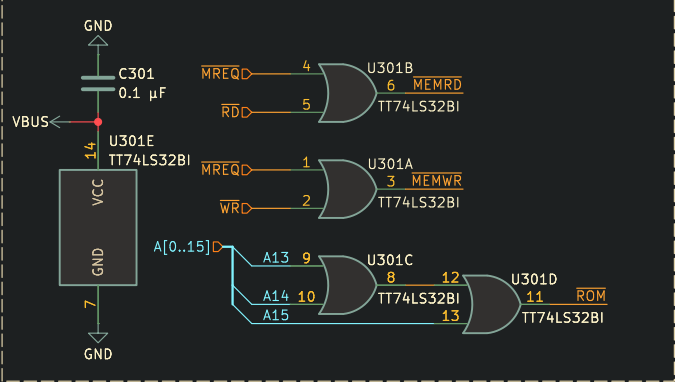 GND
C301
0.1 µF
VBUS
14
U301E
TT74LS32BI
VCC
GND
7
GND
MREQ 4 U301B
6 MEMRD
RD 5 TT74LS32BI
MREQ 1 U301A
3 MEMWR
WR 2 TT74LS32BI
A[0..15]
A13 9 U301C
8
A14 10 TT74LS32BI
A15
12 U301D
11 ROM
13 TT74LS32BI